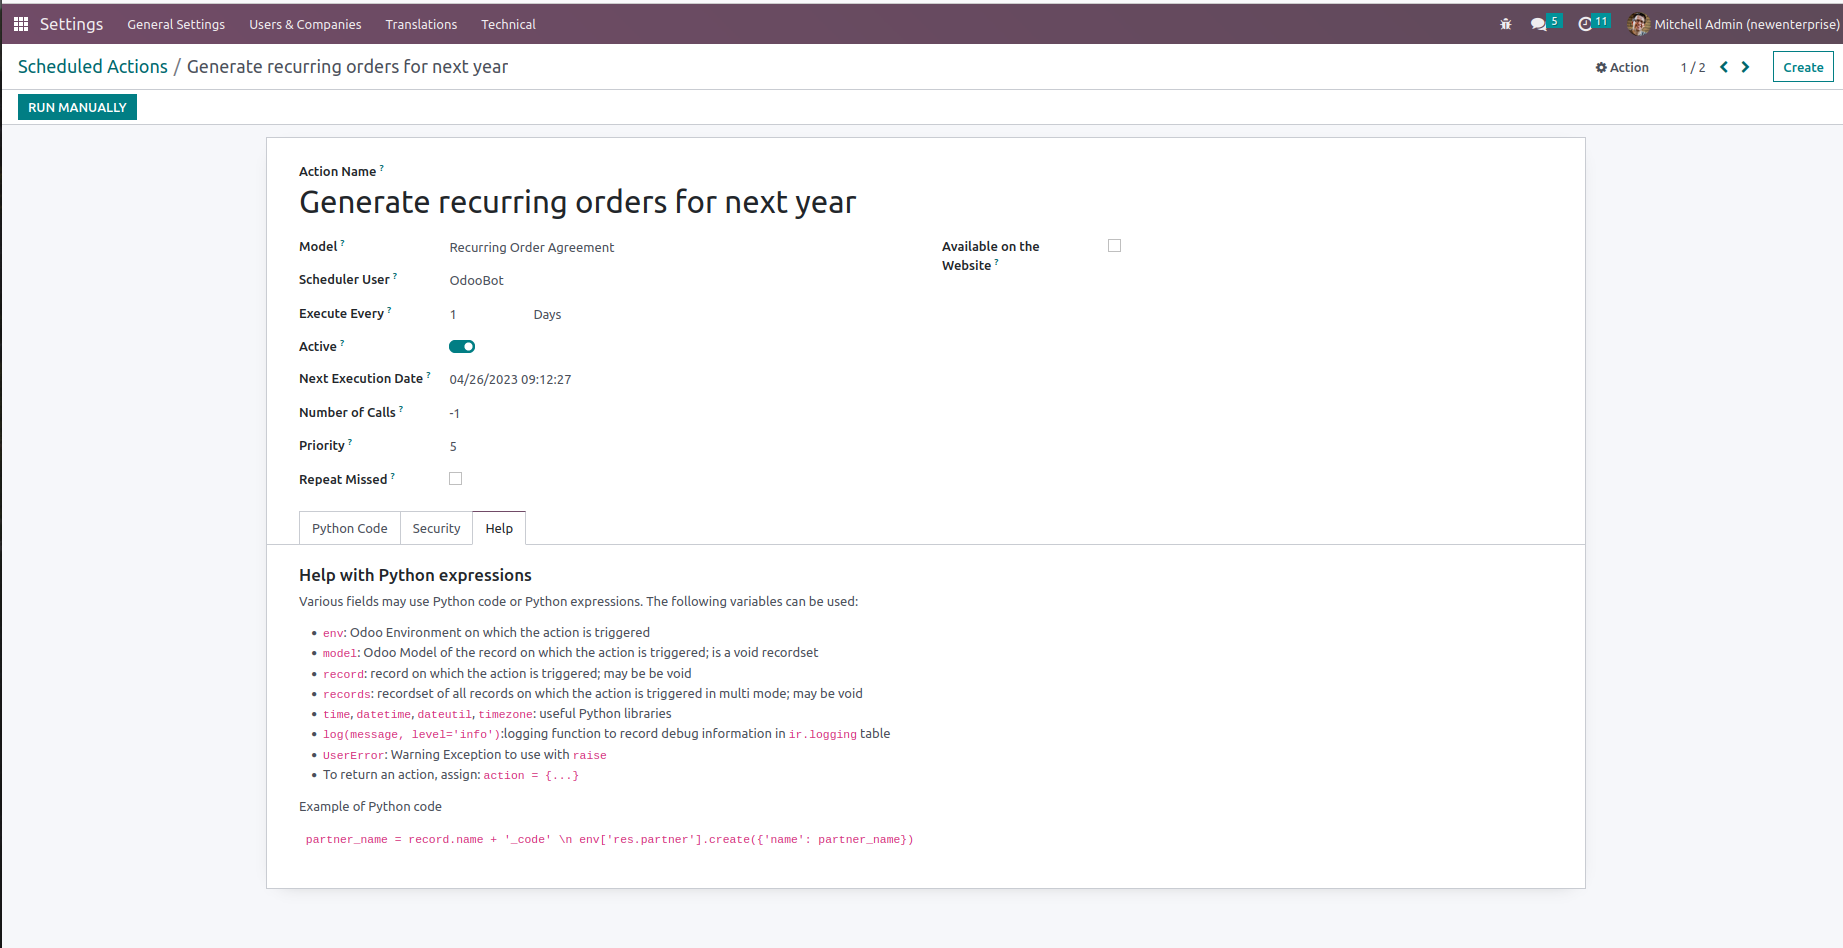 Settings General Settings Users & Companies Translations Technical 5 11 Mitchell Admin (newenterprise)
Scheduled Actions / Generate recurring orders for next year Action 1 / 2 Create
RUN MANUALLY
Action Name ?
Generate recurring orders for next year
Model ? Recurring Order Agreement
Available on the
Website ?
Scheduler User ? OdooBot
Execute Every ? 1 Days
Active ?
Next Execution Date ? 04/26/2023 09:12:27
Number of Calls ? -1
Priority ? 5
Repeat Missed ?
Python Code Security Help
Help with Python expressions
Various fields may use Python code or Python expressions. The following variables can be used:
• env: Odoo Environment on which the action is triggered
• model: Odoo Model of the record on which the action is triggered; is a void recordset
• record: record on which the action is triggered; may be be void
• records: recordset of all records on which the action is triggered in multi mode; may be void
• time, datetime, dateutil, timezone: useful Python libraries
• log(message, level='info'):logging function to record debug information in ir.logging table
• UserError: Warning Exception to use with raise
• To return an action, assign: action = {...}
Example of Python code
partner_name = record.name + '_code' \n env['res.partner'].create({'name': partner_name})